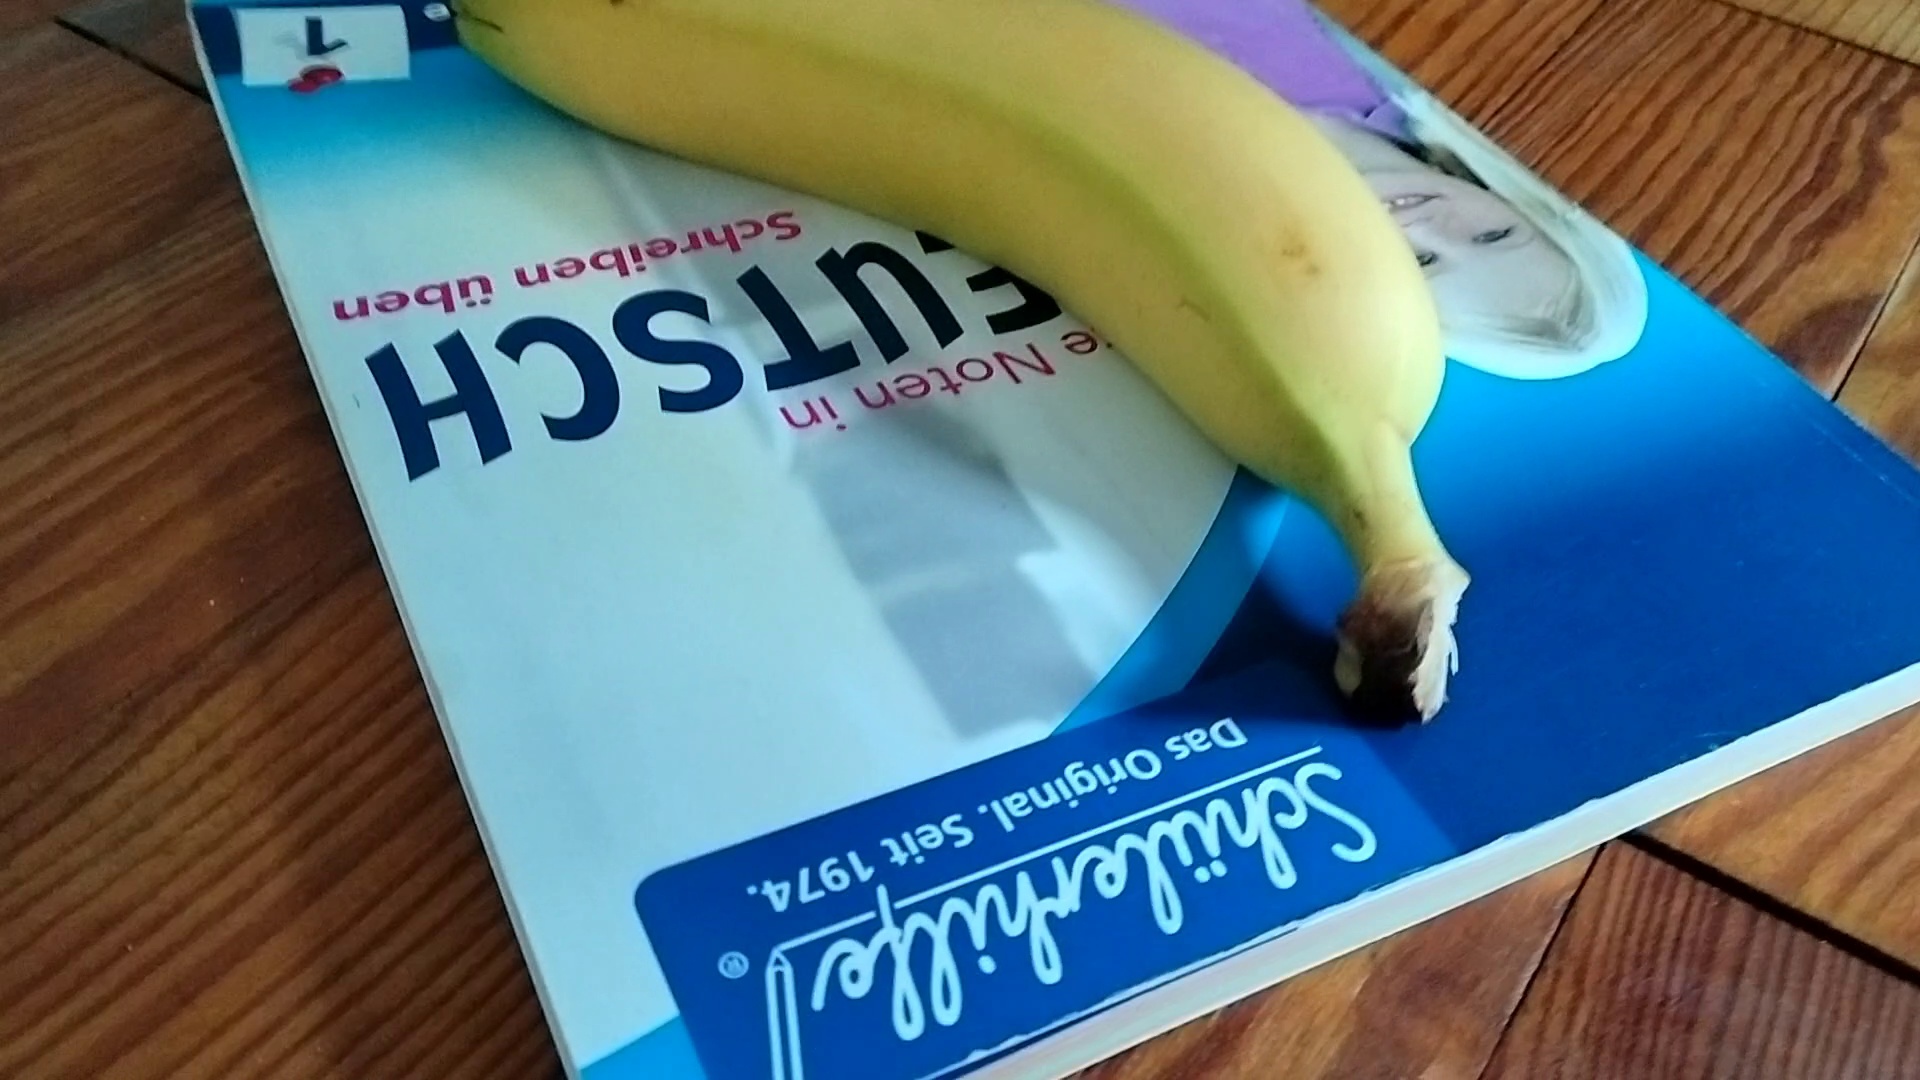 Schülerhilfe®
Das Original. Seit 1974.
Noten in
EUTSCH
Schreiben üben
1